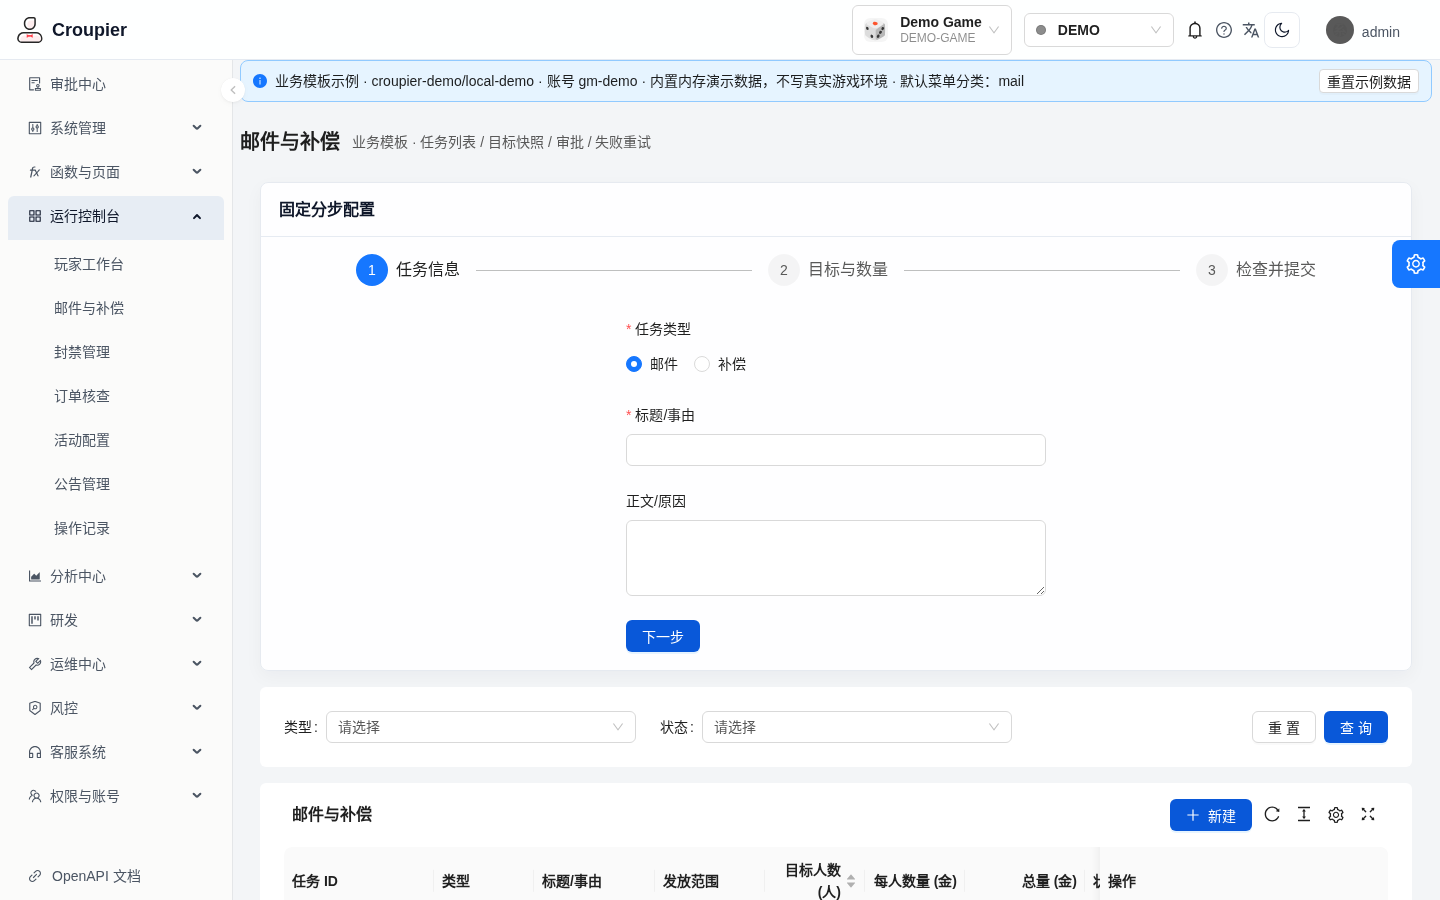 Croupier
Demo Game
DEMO-GAME
DEMO
admin
审批中心
系统管理
函数与页面
运行控制台
玩家工作台
邮件与补偿
封禁管理
订单核查
活动配置
公告管理
操作记录
分析中心
研发
运维中心
风控
客服系统
权限与账号
OpenAPI 文档
业务模板示例 · croupier-demo/local-demo · 账号 gm-demo · 内置内存演示数据，不写真实游戏环境 · 默认菜单分类：mail
重置示例数据
邮件与补偿 业务模板 · 任务列表 / 目标快照 / 审批 / 失败重试
固定分步配置
1 任务信息
2 目标与数量
3 检查并提交
* 任务类型
邮件 补偿
* 标题/事由
正文/原因
下一步
类型 : 请选择
状态 : 请选择
重 置
查 询
邮件与补偿
新建
任务 ID
类型
标题/事由
发放范围
目标人数
(人)
每人数量 (金)
总量 (金)
操作